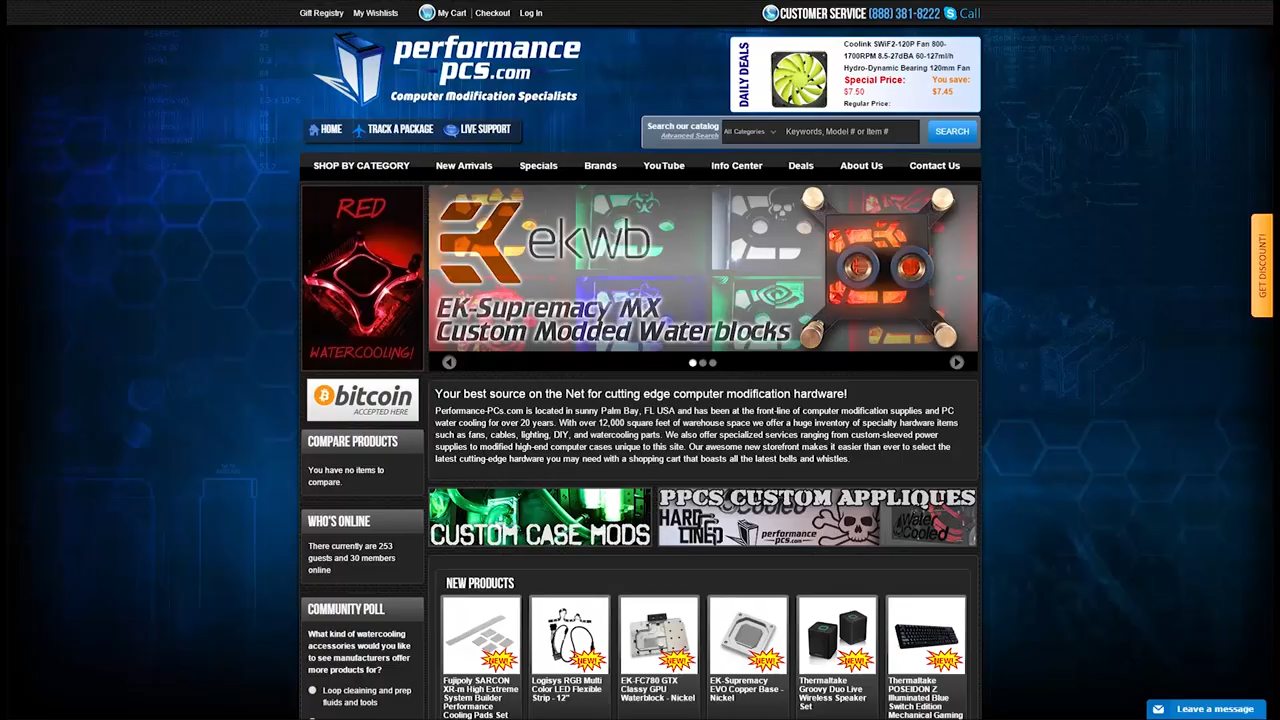 Gift Registry My Wishlists My Cart | Checkout Log In
CUSTOMER SERVICE (888) 381-8222 Call
performance
pcs.com
Computer Modification Specialists
DAILY DEALS
Coolink SWiF2-120P Fan 800-
1700RPM 8.5-27dBA 60-127ml/h
Hydro-Dynamic Bearing 120mm Fan
Special Price: You save:
$7.50 $7.45
Regular Price:
HOME TRACK A PACKAGE LIVE SUPPORT
Search our catalog
Advanced Search
All Categories
Keywords, Model # or Item #
SEARCH
SHOP BY CATEGORY New Arrivals Specials Brands YouTube Info Center Deals About Us Contact Us
RED
WATERCOOLING!
ekwb
EK-Supremacy MX
Custom Modded Waterblocks
GET DISCOUNT!
bitcoin
ACCEPTED HERE
COMPARE PRODUCTS
You have no items to
compare.
WHO'S ONLINE
There currently are 253
guests and 30 members
online
COMMUNITY POLL
What kind of watercooling
accessories would you like
to see manufacturers offer
more products for?
Loop cleaning and prep
fluids and tools
Your best source on the Net for cutting edge computer modification hardware!
Performance-PCs.com is located in sunny Palm Bay, FL USA and has been at the front-line of computer modification supplies and PC
water cooling for over 20 years. With over 12,000 square feet of warehouse space we offer a huge inventory of specialty hardware items
such as fans, cables, lighting, DIY, and watercooling parts. We also offer specialized services ranging from custom-sleeved power
supplies to modified high-end computer cases unique to this site. Our awesome new storefront makes it easier than ever to select the
latest cutting-edge hardware you may need with a shopping cart that boasts all the latest bells and whistles.
CUSTOM CASE MODS
PPCS CUSTOM APPLIQUES
HARD
LINED
Cooled
performance
pcs.com
Water
Cooled
NEW PRODUCTS
NEW! NEW! NEW! NEW! NEW! NEW!
Fujipoly SARCON
XR-m High Extreme
System Builder
Performance
Cooling Pads Set
Logisys RGB Multi
Color LED Flexible
Strip - 12"
EK-FC780 GTX
Classy GPU
Waterblock - Nickel
EK-Supremacy
EVO Copper Base -
Nickel
Thermaltake
Groovy Duo Live
Wireless Speaker
Set
Thermaltake
POSEIDON Z
Illuminated Blue
Switch Edition
Mechanical Gaming
Leave a message